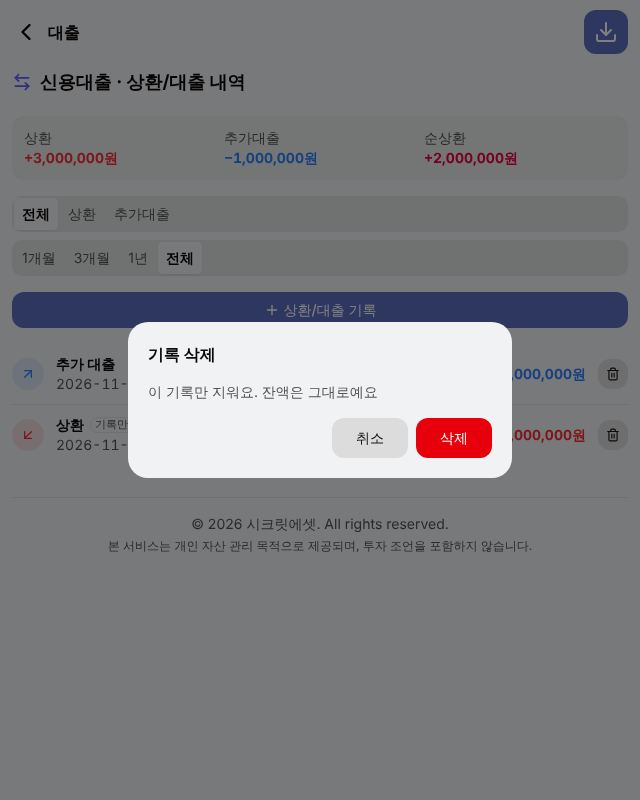 대출
신용대출 · 상환/대출 내역
상환
추가대출
순상환
+3,000,000원
−1,000,000원
+2,000,000원
전체
상환
추가대출
1개월
3개월
1년
전체
+ 상환/대출 기록
기록 삭제
이 기록만 지워요. 잔액은 그대로예요
취소
삭제
추가 대출
2026-11-
,000,000원
상환
기록만
2026-11-
,000,000원
© 2026 시크릿에셋. All rights reserved.
본 서비스는 개인 자산 관리 목적으로 제공되며, 투자 조언을 포함하지 않습니다.